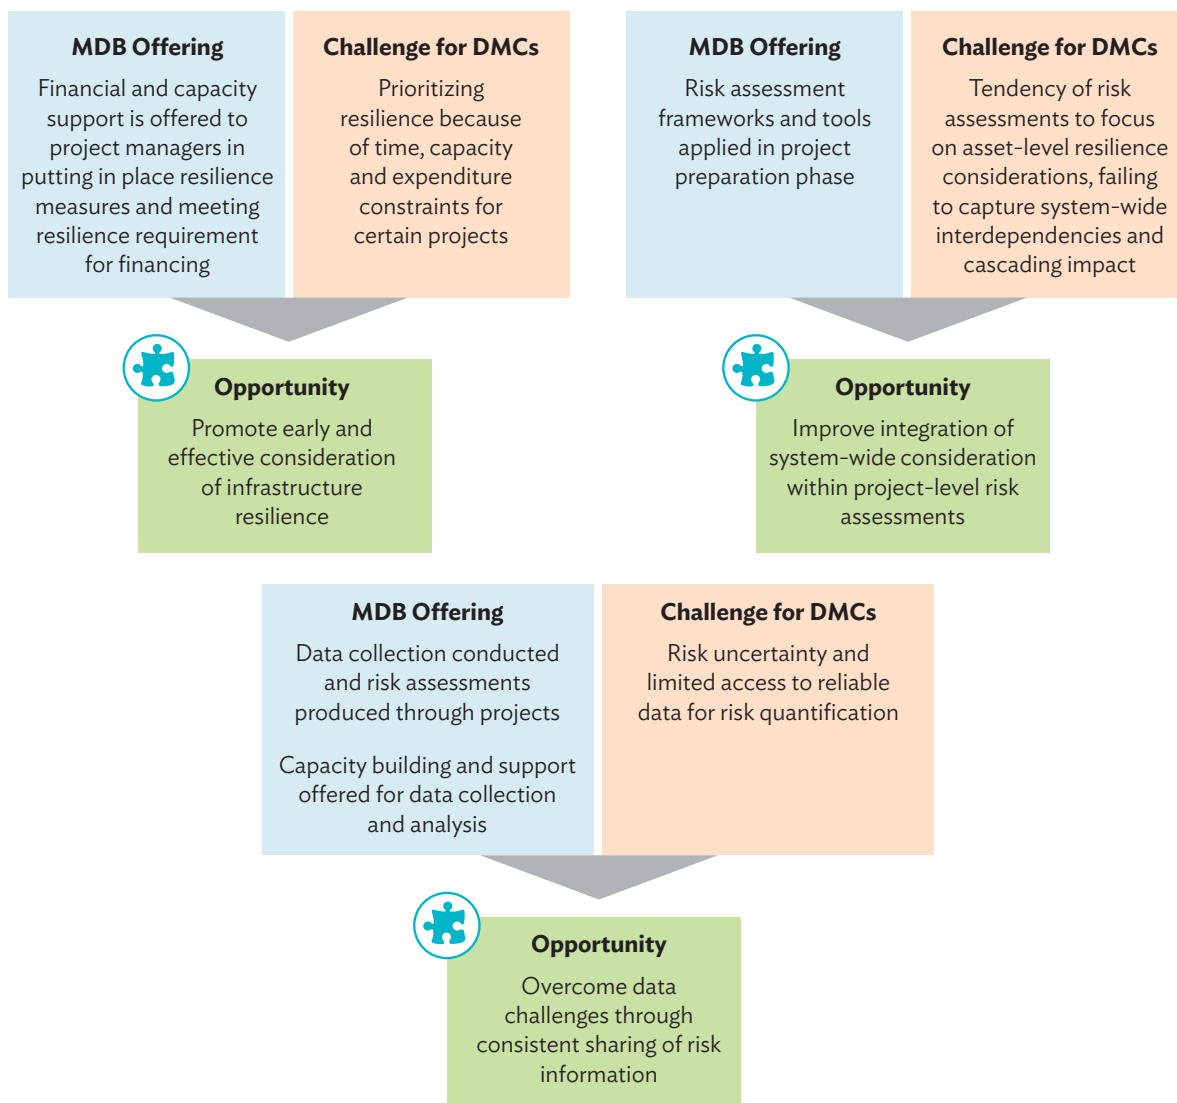 MDB Offering
Financial and capacity
support is offered to
project managers in
putting in place resilience
measures and meeting
resilience requirement
for financing
Challenge for DMCs
Prioritizing
resilience because
of time, capacity
and expenditure
constraints for
certain projects
Opportunity
Promote early and
effective consideration
of infrastructure
resilience
MDB Offering
Risk assessment
frameworks and tools
applied in project
preparation phase
Challenge for DMCs
Tendency of risk
assessments to focus
on asset-level resilience
considerations, failing
to capture system-wide
interdependencies and
cascading impact
Opportunity
Improve integration of
system-wide consideration
within project-level risk
assessments
MDB Offering
Data collection conducted
and risk assessments
produced through projects
Capacity building and support
offered for data collection
and analysis
Challenge for DMCs
Risk uncertainty and
limited access to reliable
data for risk quantification
Opportunity
Overcome data
challenges through
consistent sharing of risk
information